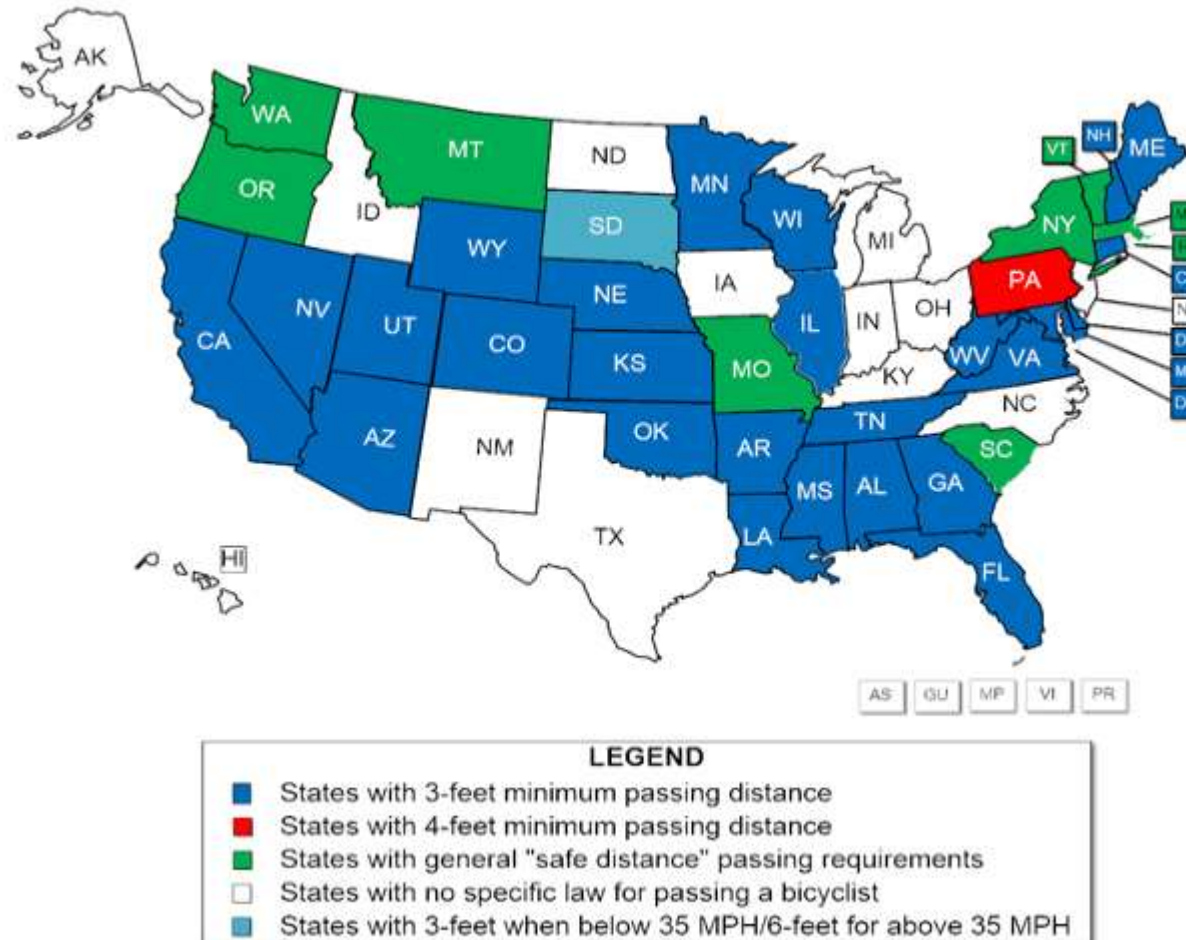 AK
WA
MT
ND
MN
VT
NH
ME
OR
ID
WY
SD
WI
MI
NY
NV
UT
CO
NE
IA
IL
IN
OH
PA
CA
KS
MO
KY
WV
VA
AZ
NM
OK
AR
TN
NC
SC
TX
LA
MS
AL
GA
FL
HI
AS GU MP VI PR
LEGEND
States with 3-feet minimum passing distance
States with 4-feet minimum passing distance
States with general "safe distance" passing requirements
States with no specific law for passing a bicyclist
States with 3-feet when below 35 MPH/6-feet for above 35 MPH